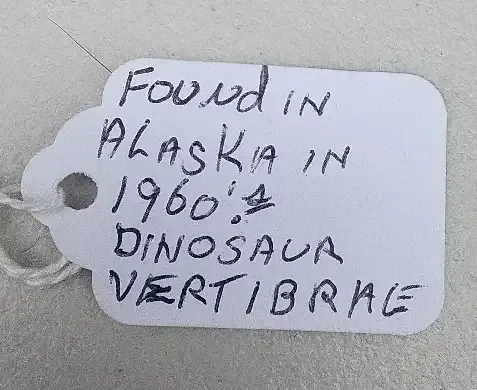 FOUNd IN
ALASKA IN
1960's
DINOSAUR
VERTIBRAE